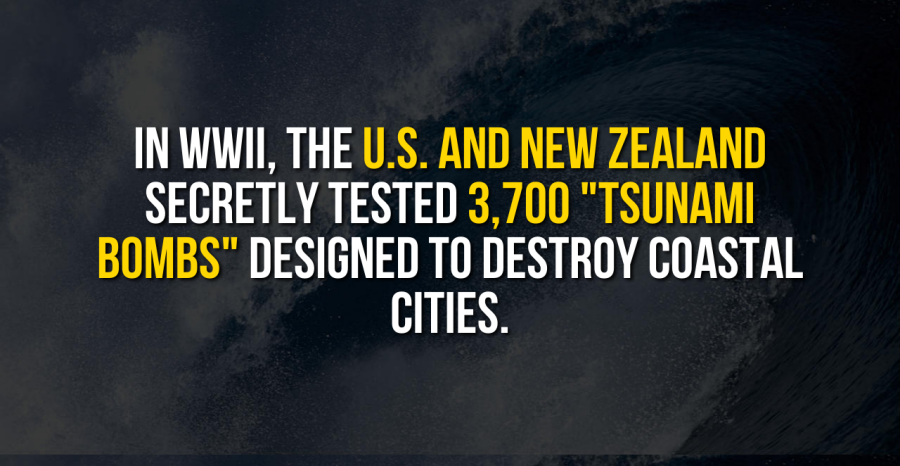 IN WWII, THE U.S. AND NEW ZEALAND
SECRETLY TESTED 3,700 "TSUNAMI
BOMBS" DESIGNED TO DESTROY COASTAL
CITIES.